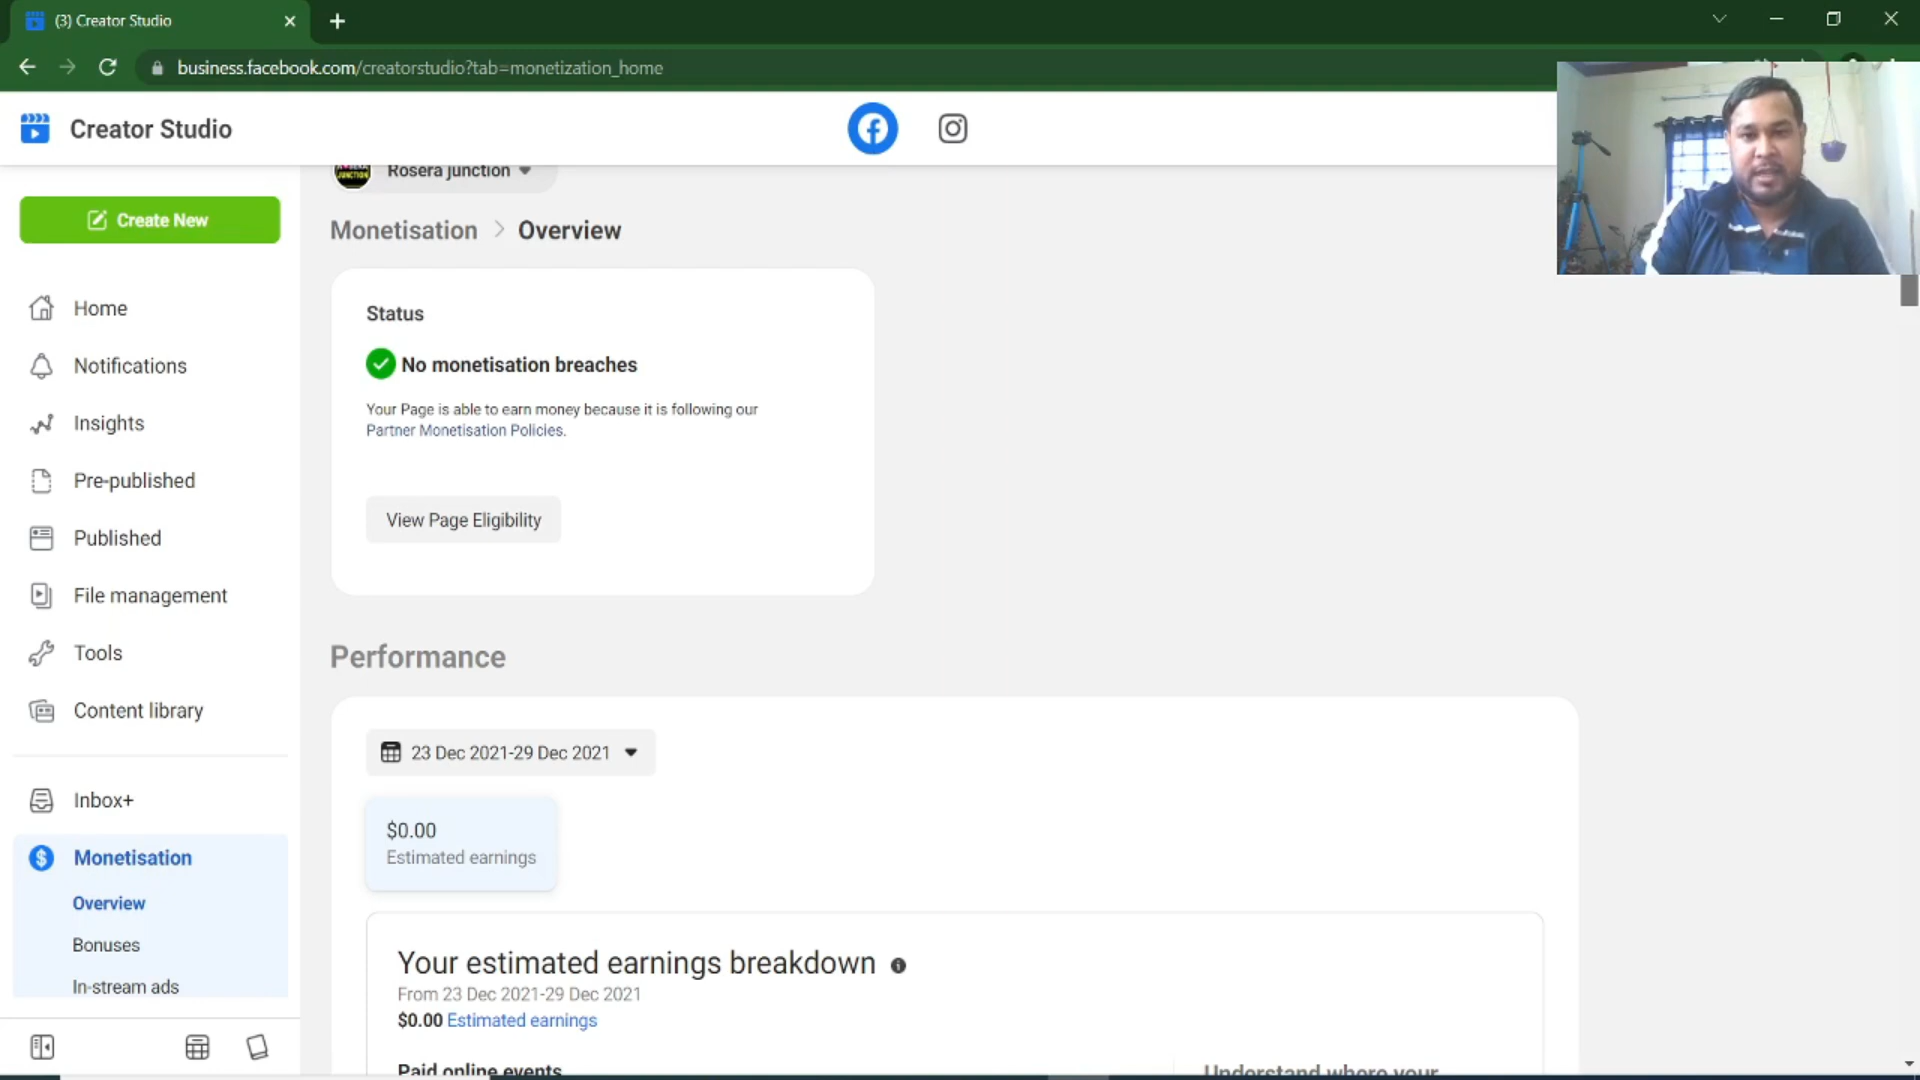 (3) Creator Studio
business.facebook.com/creatorstudio?tab=monetization_home
Creator Studio
JUNCTION
Rosera junction
Create New
Monetisation > Overview
Home
Notifications
Insights
Pre-published
Published
File management
Tools
Content library
Inbox+
Monetisation
Overview
Bonuses
In-stream ads
Status
No monetisation breaches
Your Page is able to earn money because it is following our
Partner Monetisation Policies.
View Page Eligibility
Performance
23 Dec 2021-29 Dec 2021
$0.00
Estimated earnings
Your estimated earnings breakdown
From 23 Dec 2021-29 Dec 2021
$0.00 Estimated earnings
Paid online events
Understand where your